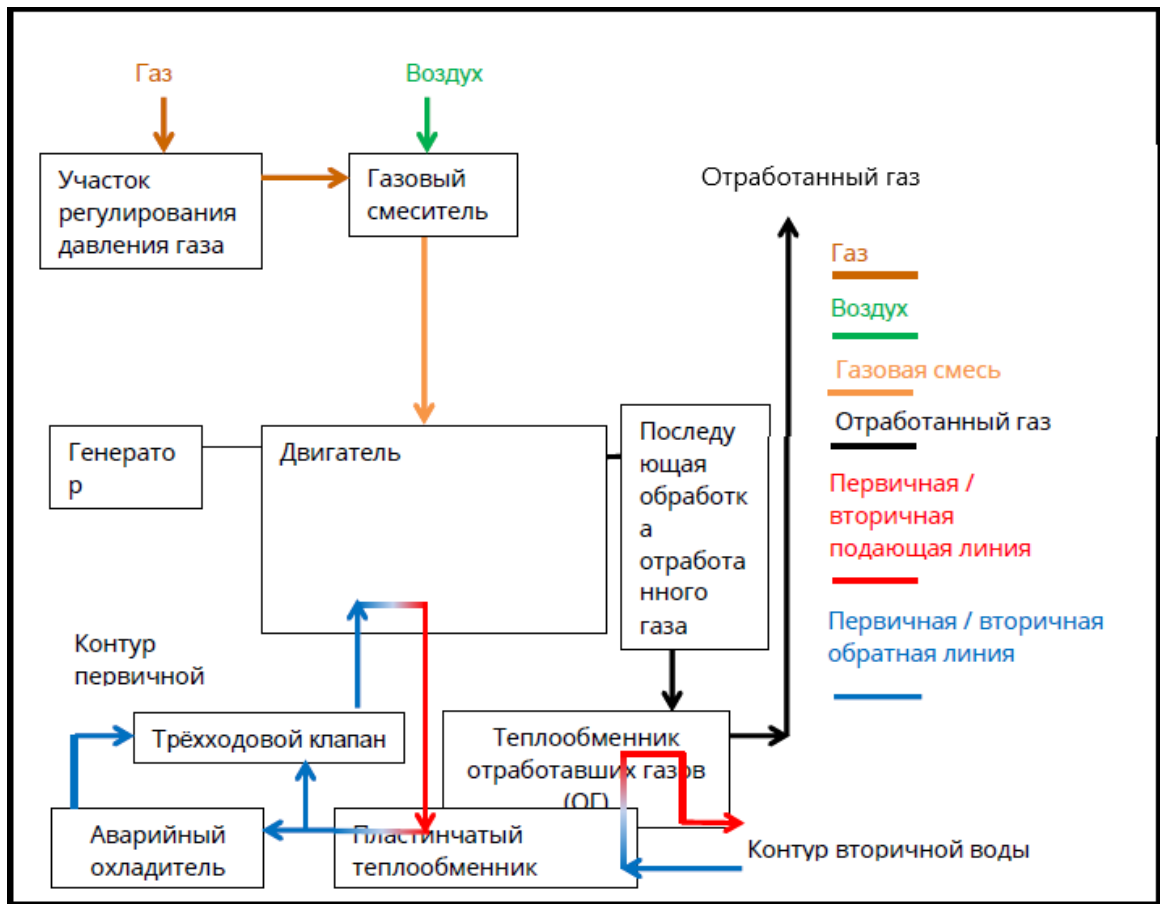 Газ
Воздух
Участок
регулирования
давления газа
Газовый
смеситель
Отработанный газ
Газ
Воздух
Газовая смесь
Отработанный газ
Первичная /
вторичная
подающая линия
Первичная / вторичная
обратная линия
Генерато
р
Двигатель
Последу
ющая
обработк
а
отработа
нного
газа
Контур
первичной
Трёхходовой клапан
Теплообменник
отработавших газов
(ОГ)
Аварийный
охладитель
Пластинчатый
теплообменник
Контур вторичной воды